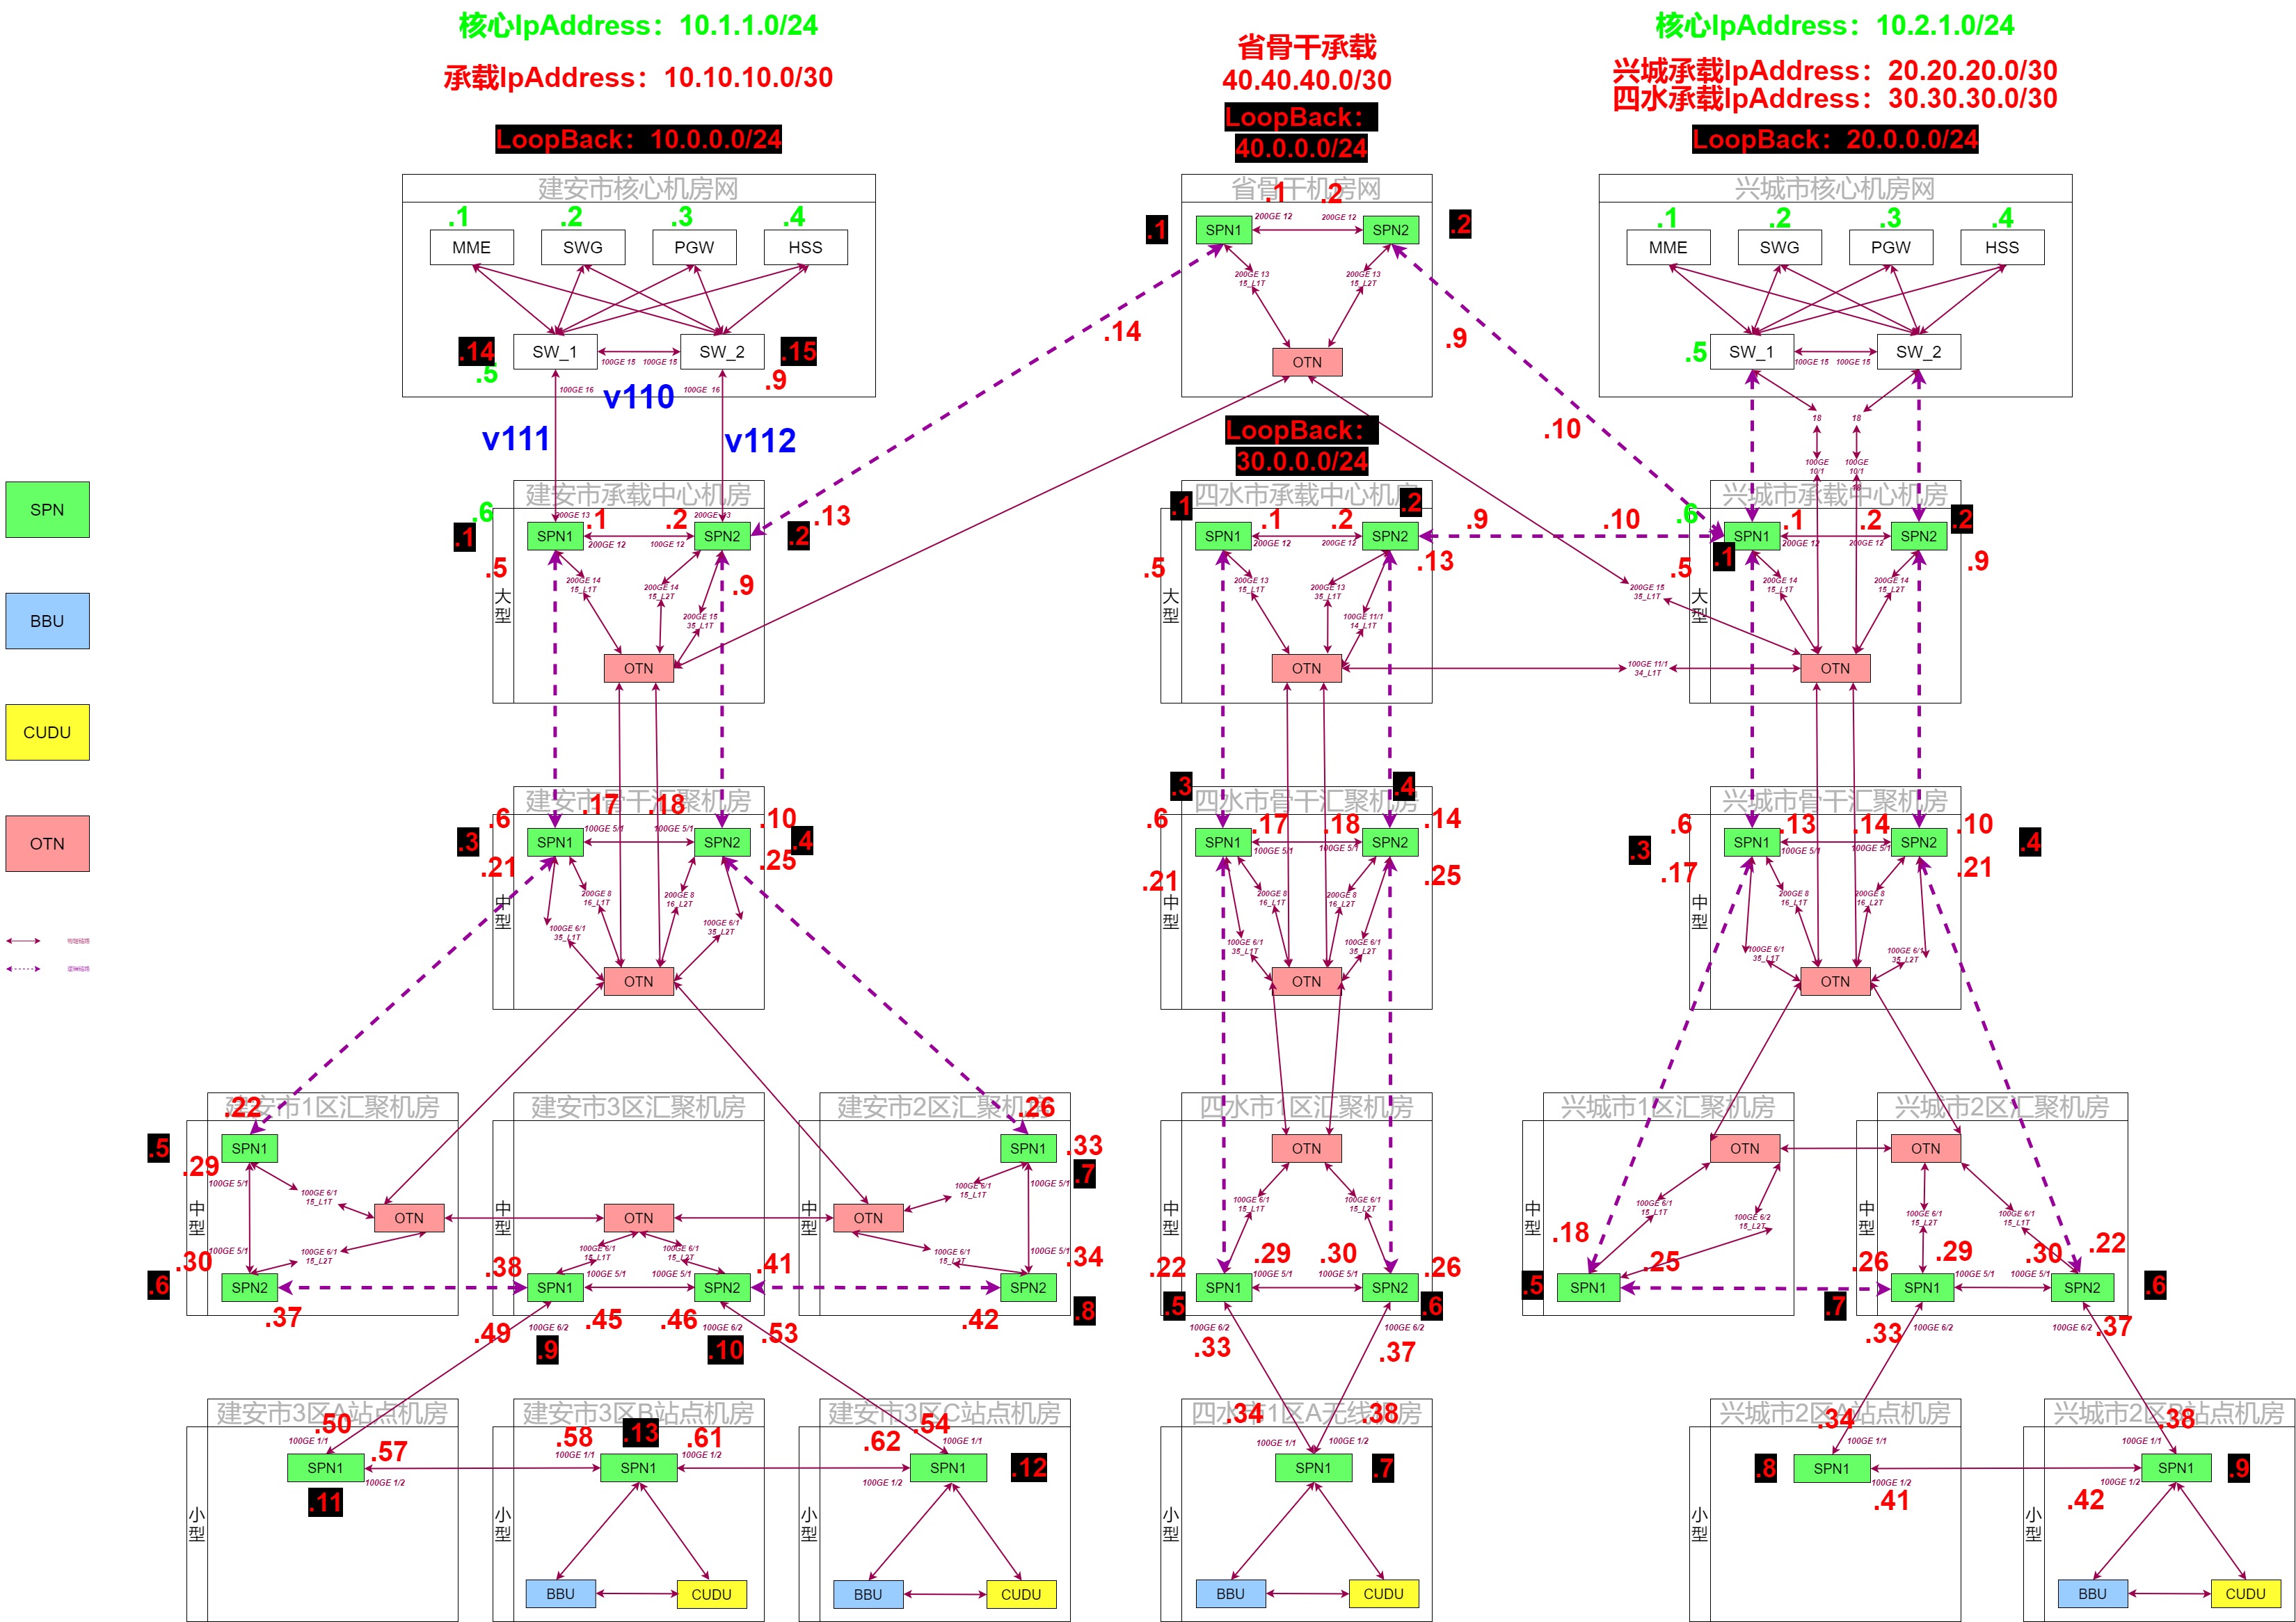 核心IpAddress：10.1.1.0/24
承载IpAddress：10.10.10.0/30
LoopBack：10.0.0.0/24
省骨干承载
40.40.40.0/30
LoopBack：
40.0.0.0/24
核心IpAddress：10.2.1.0/24
兴城承载IpAddress：20.20.20.0/30
四水承载IpAddress：30.30.30.0/30
LoopBack：20.0.0.0/24
建安市核心机房网
.1 .2 .3 .4
MME SWG PGW HSS
.14 SW_1 SW_2 .15
.5 .9
100GE 15 100GE 15
100GE 16 100GE 16
v110
v111 v112
省骨干机房网
.1 .2
.1 SPN1 200GE 12 200GE 12 SPN2 .2
200GE 13
15_L1T
200GE 13
15_L2T
OTN
.14 .9
.10
兴城市核心机房网
.1 .2 .3 .4
MME SWG PGW HSS
.5 SW_1 SW_2
100GE 15 100GE 15
18 18
100GE
10/1
100GE
10/1
18
SPN
BBU
CUDU
OTN
建安市承载中心机房
大型
.6 200GE 13 200GE 13 .13
.1 SPN1 .1 .2 SPN2 .2
200GE 12 100GE 12
.5 .9
200GE 14
15_L1T
200GE 14
15_L2T
200GE 15
35_L1T
OTN
LoopBack：
30.0.0.0/24
四水市承载中心机房
大型
.1 .2
SPN1 .1 .2 SPN2 .9 .10
200GE 12 200GE 12
.5 .13
200GE 13
15_L1T
200GE 13
35_L1T
100GE 11/1
14_L1T
OTN
200GE 15
35_L1T
100GE 11/1
34_L1T
兴城市承载中心机房
大型
.6 .2
SPN1 .1 .2 SPN2
.1 200GE 12 200GE 12
.5 .9
200GE 14
15_L1T
200GE 14
15_L2T
OTN
建安市骨干汇聚机房
中型
.6 .17 .18 .10
.3 SPN1 100GE 5/1 100GE 5/1 SPN2 .4
.21 .25
200GE 8
16_L1T
200GE 8
16_L2T
100GE 6/1
35_L1T
100GE 6/1
35_L2T
OTN
四水市骨干汇聚机房
中型
.3 .4
.6 .17 .18 .14
SPN1 100GE 5/1 100GE 5/1 SPN2
.21 .25
200GE 8
16_L1T
200GE 8
16_L2T
100GE 6/1
35_L1T
100GE 6/1
35_L2T
OTN
兴城市骨干汇聚机房
中型
.6 .13 .14 .10
.3 SPN1 100GE 5/1 100GE 5/1 SPN2 .4
.17 .21
200GE 8
16_L1T
200GE 8
16_L2T
100GE 6/1
35_L1T
100GE 6/1
35_L2T
OTN
建安市1区汇聚机房
中型
.22
.5 SPN1
.29
100GE 5/1
100GE 6/1
15_L1T
OTN
100GE 5/1
100GE 6/1
15_L2T
.30
.6 SPN2
.37
建安市3区汇聚机房
中型
OTN
100GE 6/1
15_L1T
100GE 6/1
15_L2T
.38 .41
SPN1 100GE 5/1 100GE 5/1 SPN2
.49 .45 .46 .53
100GE 6/2 100GE 6/2
.9 .10
建安市2区汇聚机房
中型
.26
SPN1 .33
.7
100GE 5/1
100GE 6/1
15_L1T
OTN
100GE 5/1
100GE 6/1
15_L2T
.34
SPN2
.42 .8
四水市1区汇聚机房
中型
OTN
100GE 6/1
15_L1T
100GE 6/1
15_L2T
.22 .29 .30 .26
SPN1 100GE 5/1 100GE 5/1 SPN2
.5 .6
100GE 6/2 100GE 6/2
.33 .37
兴城市1区汇聚机房
中型
OTN
100GE 6/1
15_L1T
100GE 6/2
15_L2T
.18
.25
.5 SPN1
兴城市2区汇聚机房
中型
OTN
100GE 6/1
15_L2T
100GE 6/1
15_L1T
.26 .29 .30 .22
SPN1 100GE 5/1 100GE 5/1 SPN2 .6
.7
.33 100GE 6/2 100GE 6/2 .37
建安市3区A站点机房
小型
.50
100GE 1/1
.57
SPN1
100GE 1/2
.11
建安市3区B站点机房
小型
.58 .13 .61
100GE 1/1 100GE 1/2
SPN1
BBU CUDU
建安市3区C站点机房
小型
.62 .54
100GE 1/1
SPN1 .12
100GE 1/2
BBU CUDU
四水市1区A无线机房
小型
.34 .38
100GE 1/1 100GE 1/2
SPN1 .7
BBU CUDU
兴城市2区A站点机房
小型
.34
100GE 1/1
.8 SPN1
100GE 1/2
.41
兴城市2区B站点机房
小型
.38
100GE 1/1
SPN1 .9
100GE 1/2
.42
BBU CUDU